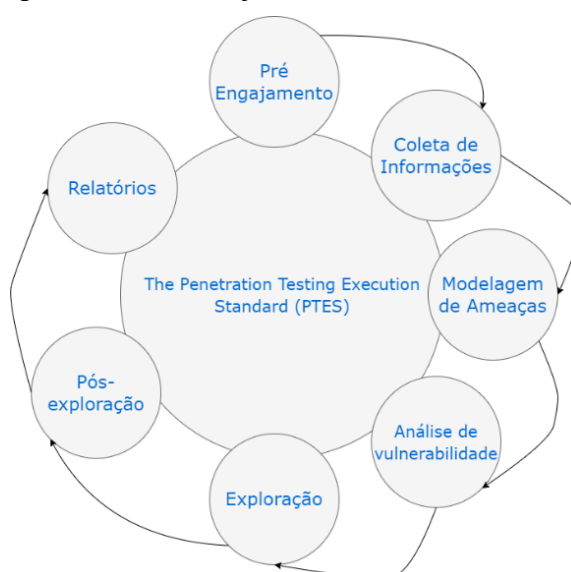 Pré
Engajamento
Coleta de
Informações
Relatórios
The Penetration Testing Execution
Standard (PTES)
Modelagem
de Ameaças
Pós-
exploração
Análise de
vulnerabilidade
Exploração